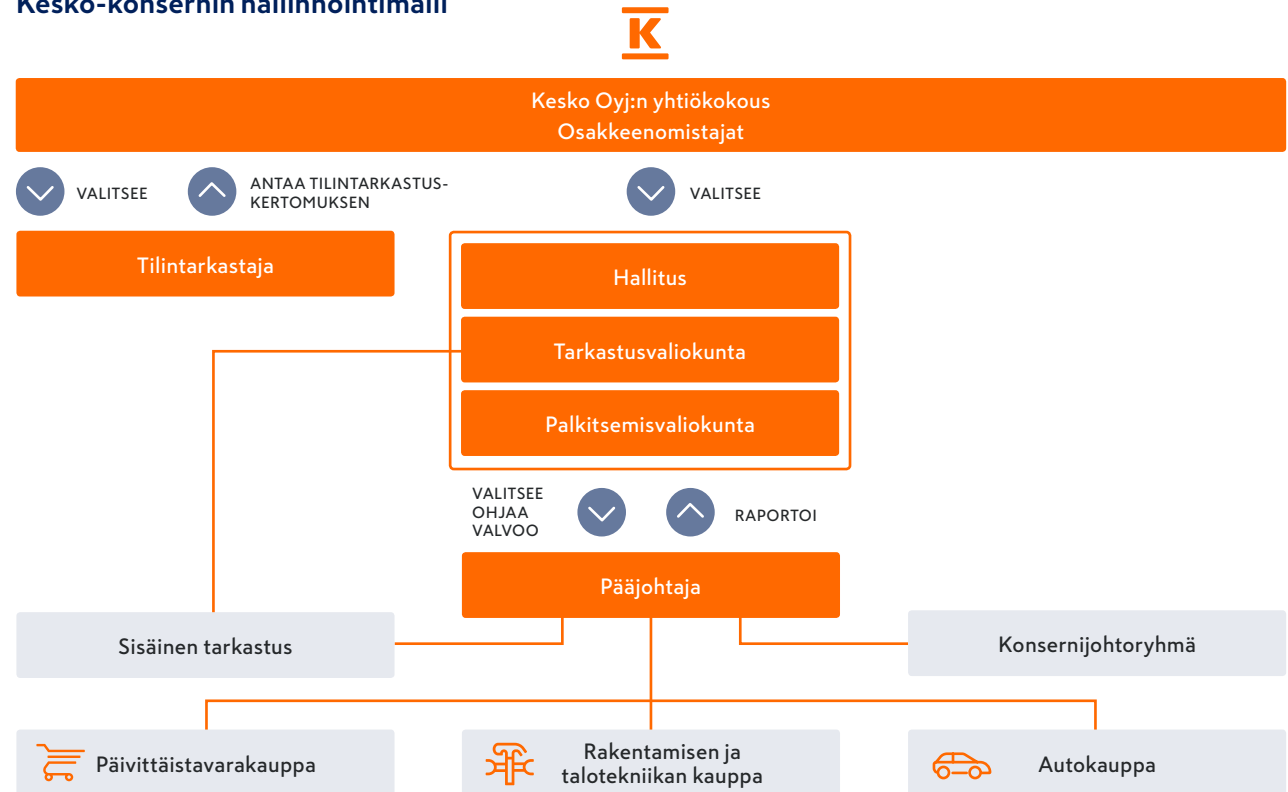 Kesko-konsernin hallinnointimalli
K
Kesko Oyj:n yhtiökokous
Osakkeenomistajat
VALITSEE
ANTAA TILINTARKASTUS-
KERTOMUKSEN
VALITSEE
Tilintarkastaja
Hallitus
Tarkastusvaliokunta
Palkitsemisvaliokunta
VALITSEE
OHJAA
VALVOO
RAPORTOI
Pääjohtaja
Sisäinen tarkastus
Konsernijohtoryhmä
Päivittäistavarakauppa
Rakentamisen ja
talotekniikan kauppa
Autokauppa